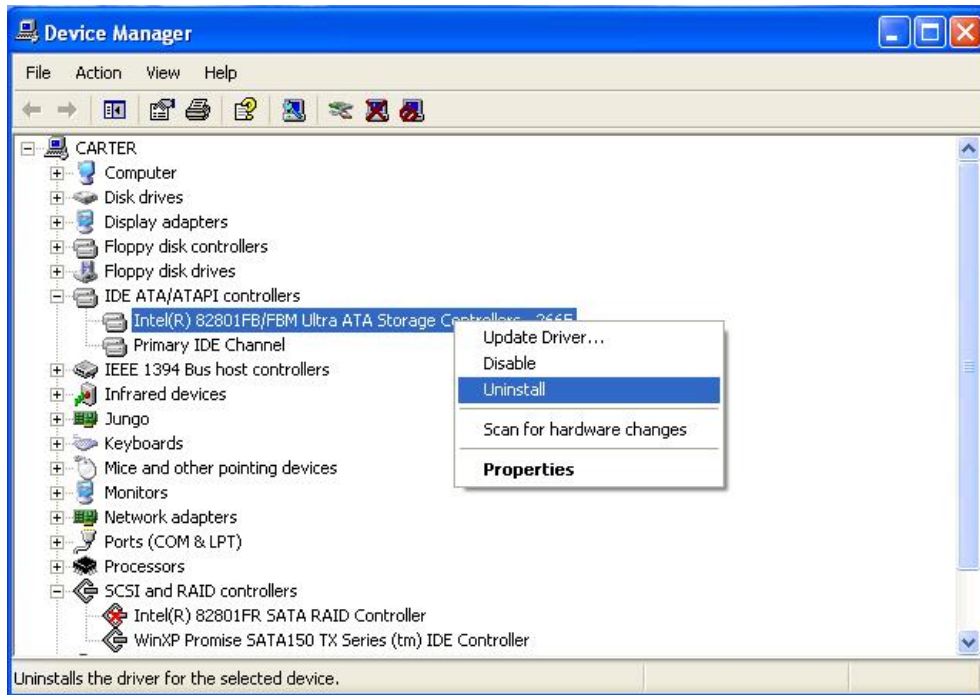 Device Manager
File Action View Help
CARTER
Computer
Disk drives
Display adapters
Floppy disk controllers
Floppy disk drives
IDE ATA/ATAPI controllers
Intel(R) 82801FB/FBM Ultra ATA Storage Controllers - 266F
Primary IDE Channel
IEEE 1394 Bus host controllers
Infrared devices
Jungo
Keyboards
Mice and other pointing devices
Monitors
Network adapters
Ports (COM & LPT)
Processors
SCSI and RAID controllers
Intel(R) 82801FR SATA RAID Controller
WinXP Promise SATA150 TX Series (tm) IDE Controller
Update Driver...
Disable
Uninstall
Scan for hardware changes
Properties
Uninstalls the driver for the selected device.